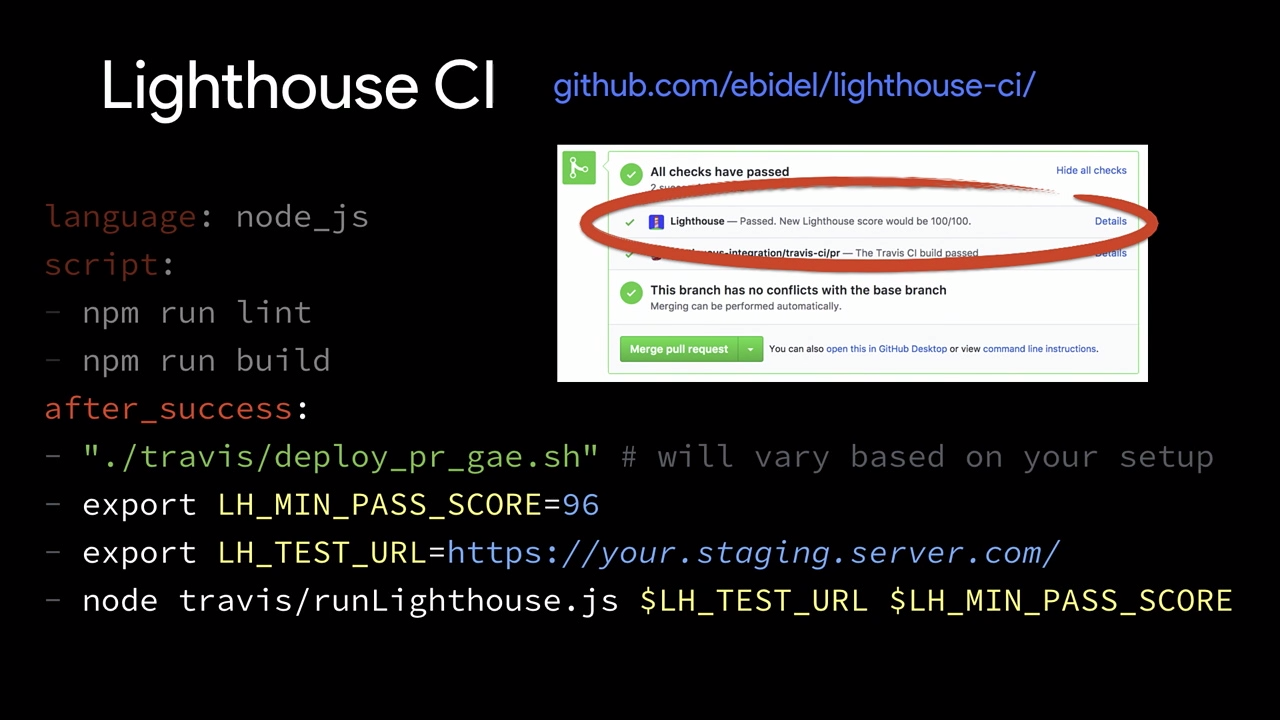 Lighthouse CI
github.com/ebidel/lighthouse-ci/
All checks have passed
Hide all checks
2
Lighthouse — Passed. New Lighthouse score would be 100/100.
Details
-integration/travis-ci/pr — The Travis CI build passed
Details
This branch has no conflicts with the base branch
Merging can be performed automatically.
Merge pull request
You can also open this in GitHub Desktop or view command line instructions.
language: node_js
script:
- npm run lint
- npm run build
after_success:
- "./travis/deploy_pr_gae.sh" # will vary based on your setup
- export LH_MIN_PASS_SCORE=96
- export LH_TEST_URL=https://your.staging.server.com/
- node travis/runLighthouse.js $LH_TEST_URL $LH_MIN_PASS_SCORE